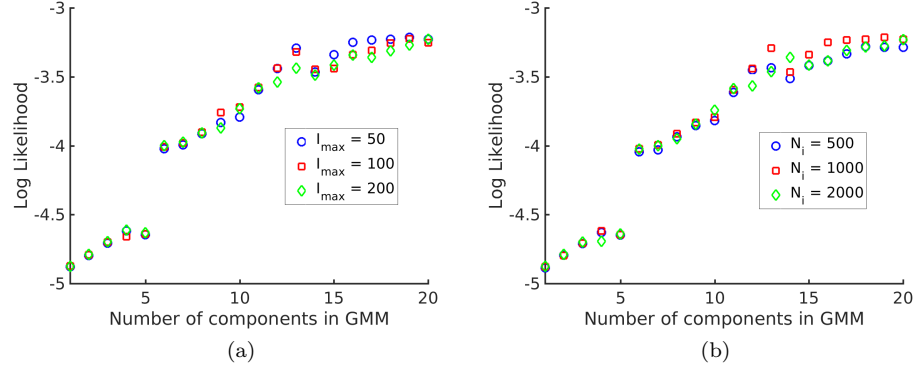 -3
-3.5
-4
-4.5
-5
Log Likelihood
5
10
15
20
Number of components in GMM
I_max = 50
I_max = 100
I_max = 200
(a)
-3
-3.5
-4
-4.5
-5
Log Likelihood
5
10
15
20
Number of components in GMM
N_i = 500
N_i = 1000
N_i = 2000
(b)